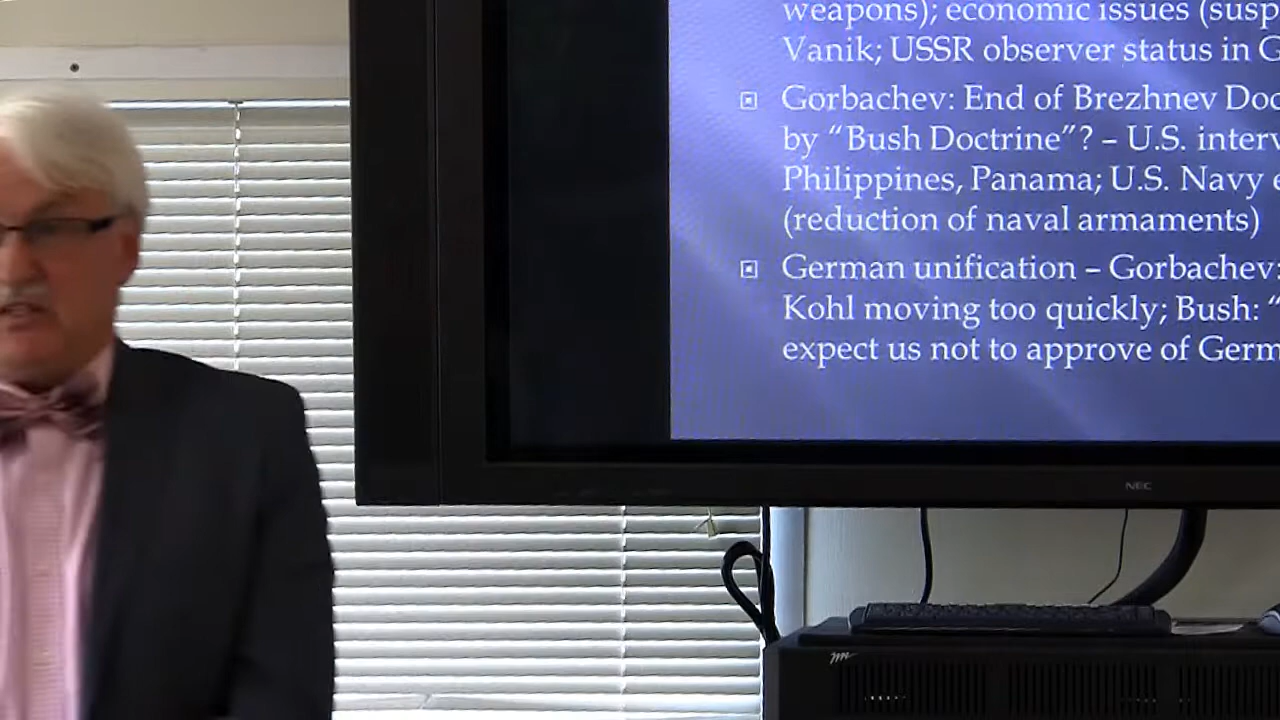 weapons); economic issues (susp
Vanik; USSR observer status in G
Gorbachev: End of Brezhnev Doc
by “Bush Doctrine”? – U.S. interv
Philippines, Panama; U.S. Navy e
(reduction of naval armaments)
German unification – Gorbachev:
Kohl moving too quickly; Bush: “
expect us not to approve of Germ
NEC